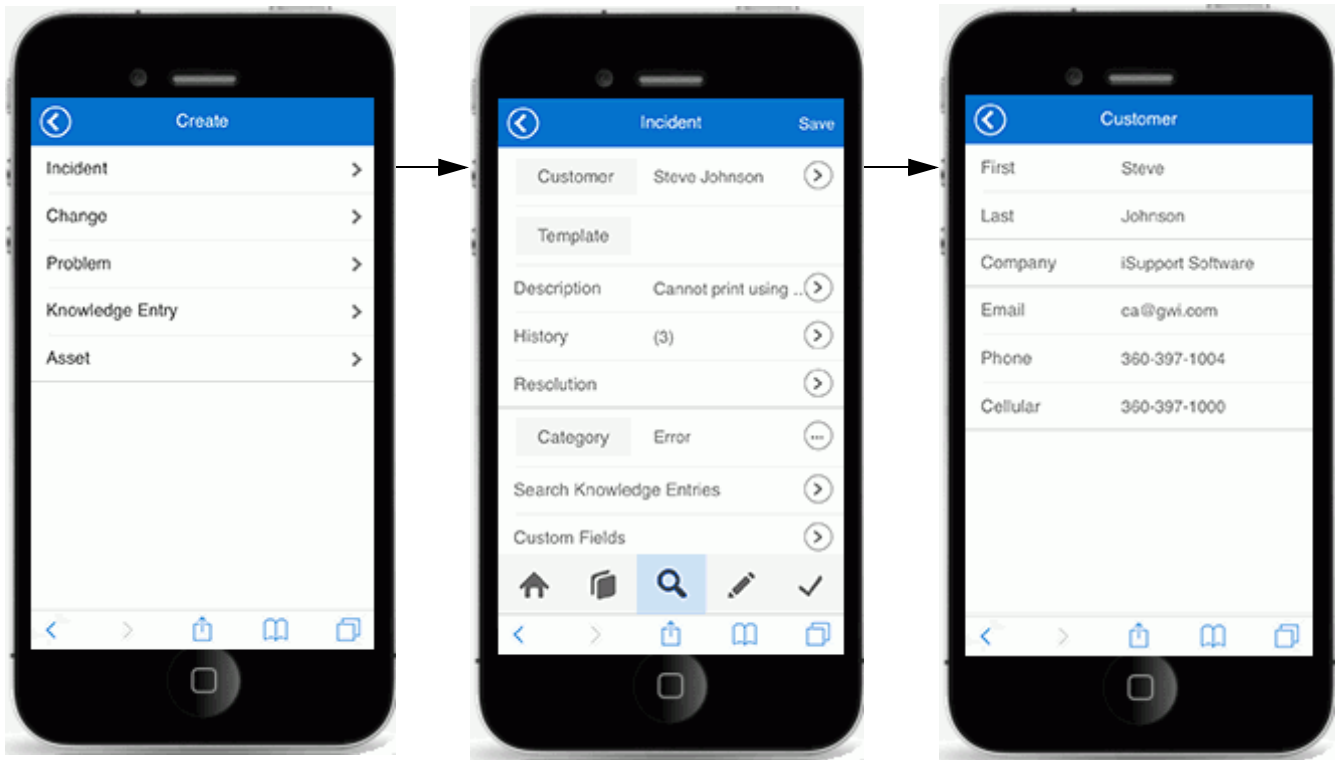 Create
Incident
Change
Problem
Knowledge Entry
Asset
Incident Save
Customer Steve Johnson
Template
Description Cannot print using ...
History (3)
Resolution
Category Error
Search Knowledge Entries
Custom Fields
Customer
First Steve
Last Johnson
Company iSupport Software
Email ca@gwi.com
Phone 360-397-1004
Cellular 360-397-1000